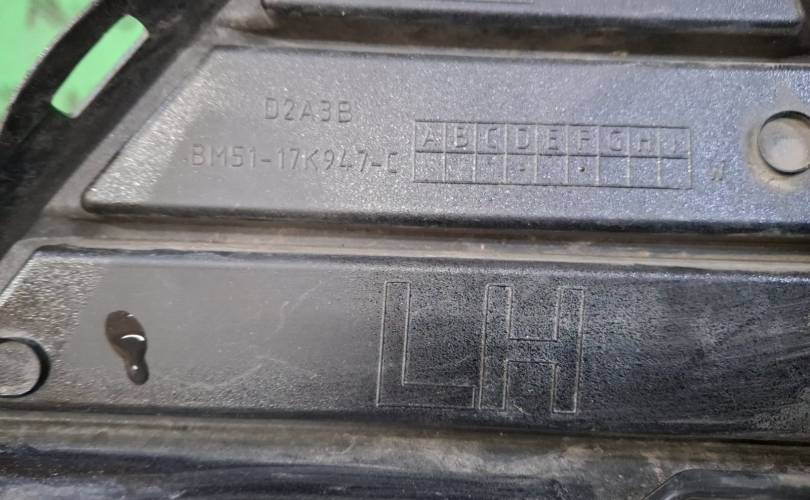 D2A3B
BM51-17K947-C
A B C D E F G H J
LH